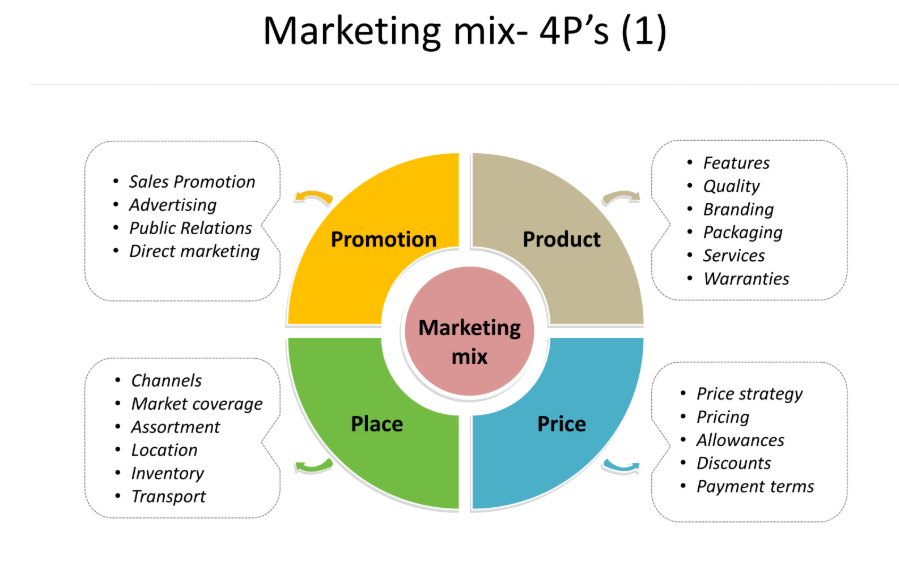 Marketing mix- 4P’s (1)
• Sales Promotion
• Advertising
• Public Relations
• Direct marketing
Promotion
Product
• Features
• Quality
• Branding
• Packaging
• Services
• Warranties
Marketing
mix
• Channels
• Market coverage
• Assortment
• Location
• Inventory
• Transport
Place
Price
• Price strategy
• Pricing
• Allowances
• Discounts
• Payment terms